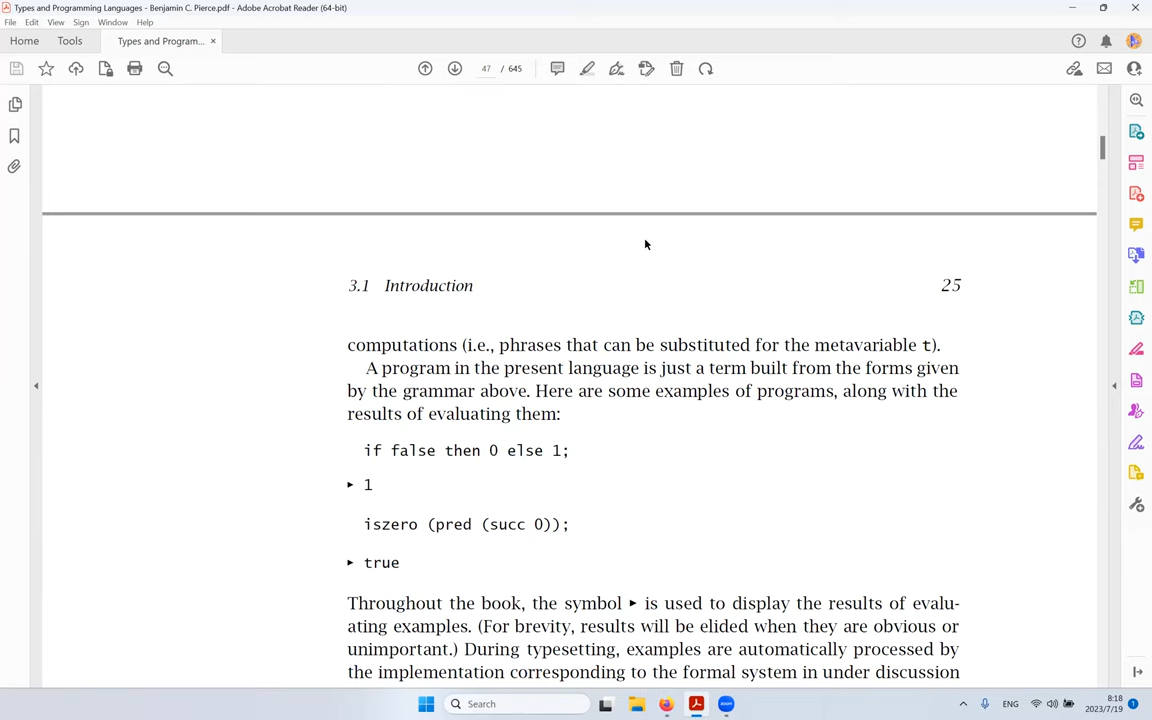 Types and Programming Languages - Benjamin C. Pierce.pdf - Adobe Acrobat Reader (64-bit)
File Edit View Sign Window Help
Home Tools Types and Program... ×
47 / 645
3.1 Introduction 25
computations (i.e., phrases that can be substituted for the metavariable t).
A program in the present language is just a term built from the forms given
by the grammar above. Here are some examples of programs, along with the
results of evaluating them:
if false then 0 else 1;
▸ 1
iszero (pred (succ 0));
▸ true
Throughout the book, the symbol ▸ is used to display the results of evalu-
ating examples. (For brevity, results will be elided when they are obvious or
unimportant.) During typesetting, examples are automatically processed by
the implementation corresponding to the formal system in under discussion
Search
zoom
ENG
8:18
2023/7/19
1